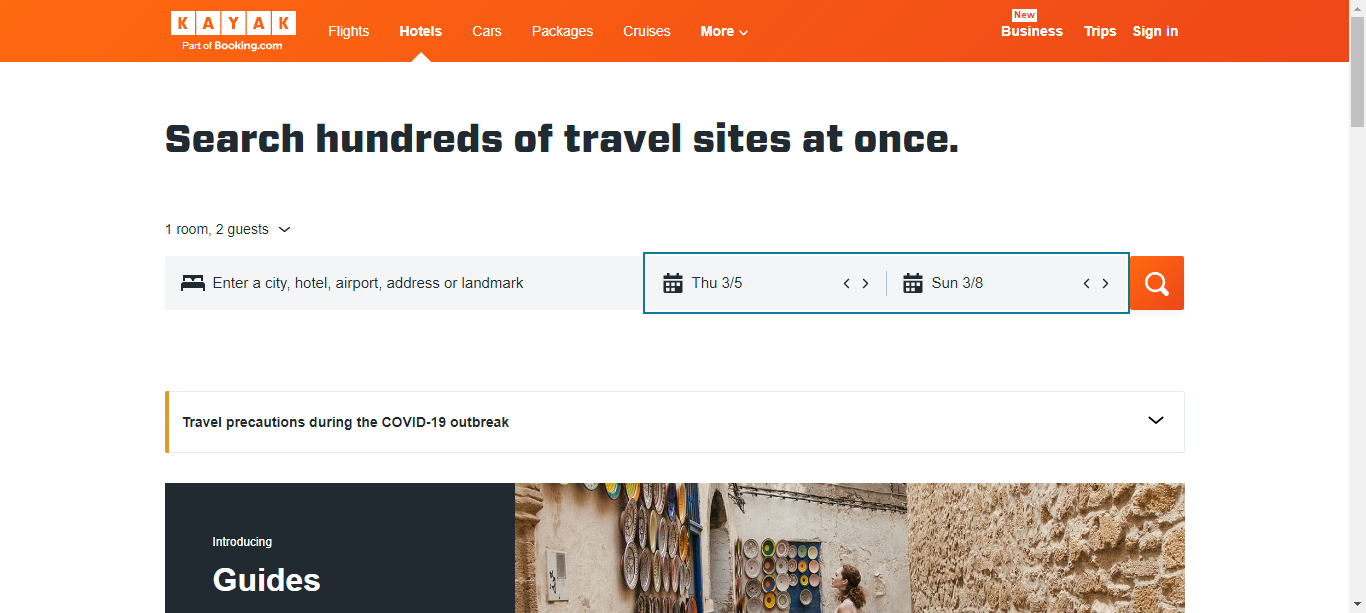 KAYAK
Part of Booking.com
Flights
Hotels
Cars
Packages
Cruises
More
New
Business
Trips
Sign in
Search hundreds of travel sites at once.
1 room, 2 guests
Enter a city, hotel, airport, address or landmark
Thu 3/5
Sun 3/8
Travel precautions during the COVID-19 outbreak
Introducing
Guides